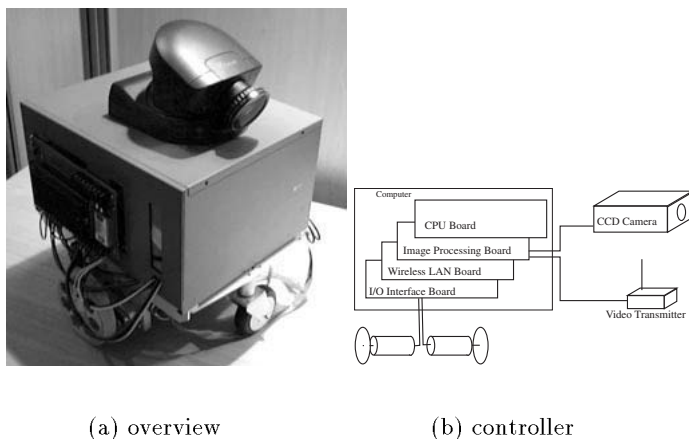 Computer
CPU Board
Image Processing Board
Wireless LAN Board
I/O Interface Board
CCD Camera
Video Transmitter
(a) overview
(b) controller